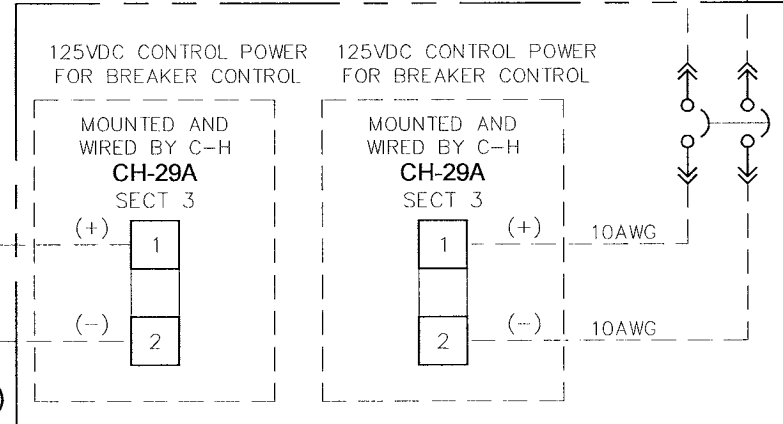 125VDC CONTROL POWER
FOR BREAKER CONTROL
MOUNTED AND
WIRED BY C-H
CH-29A
SECT 3
(+)
1
(-)
2
125VDC CONTROL POWER
FOR BREAKER CONTROL
MOUNTED AND
WIRED BY C-H
CH-29A
SECT 3
1
(+)
10AWG
2
(-)
10AWG